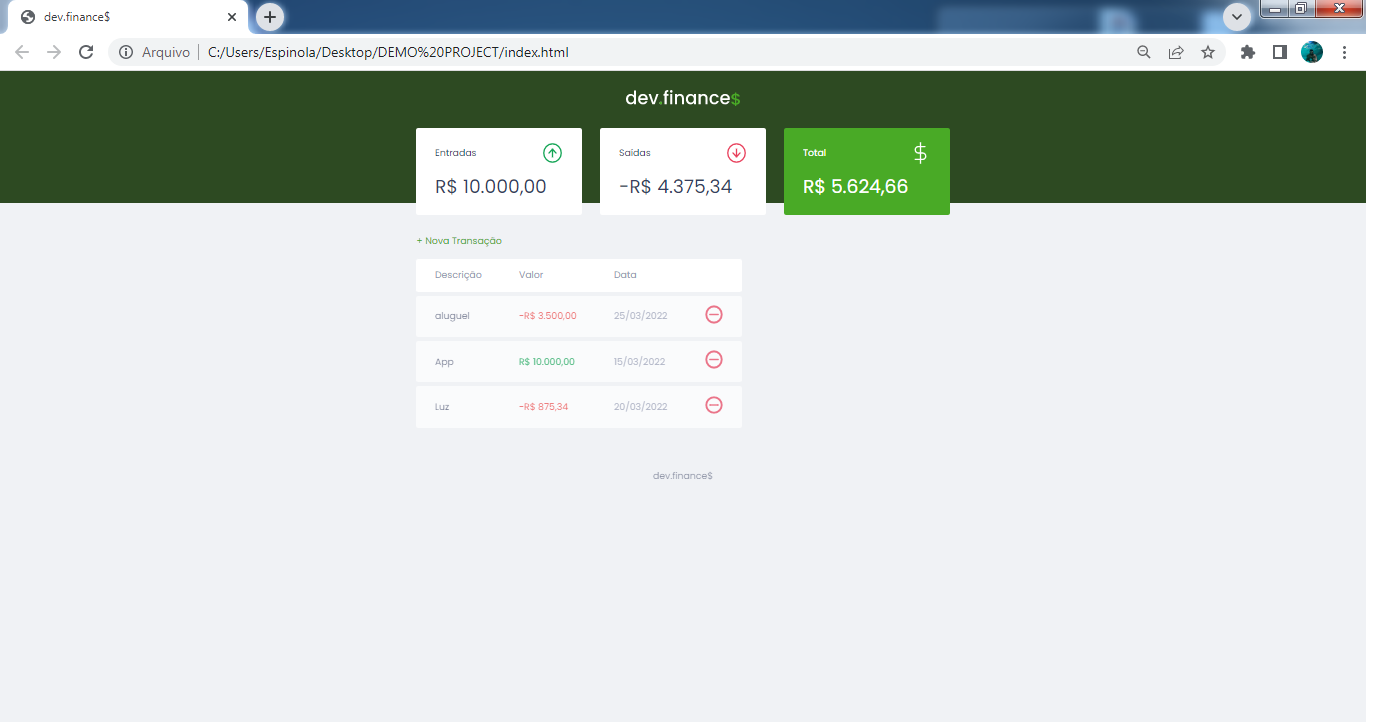 dev.finance$
Arquivo | C:/Users/Espinola/Desktop/DEMO%20PROJECT/index.html
dev.finance$
Entradas
R$ 10.000,00
Saídas
-R$ 4.375,34
Total
R$ 5.624,66
+ Nova Transação
Descrição Valor Data
aluguel -R$ 3.500,00 25/03/2022
App R$ 10.000,00 15/03/2022
Luz -R$ 875,34 20/03/2022
dev.finance$